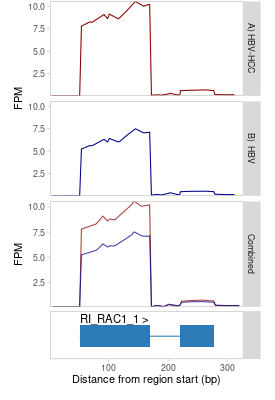 10.0
7.5
5.0
2.5
FPM
A) HBV-HCC
10.0
7.5
5.0
2.5
B) HBV
10.0
7.5
5.0
2.5
FPM
Combined
RI_RAC1_1 >
100
200
300
Distance from region start (bp)